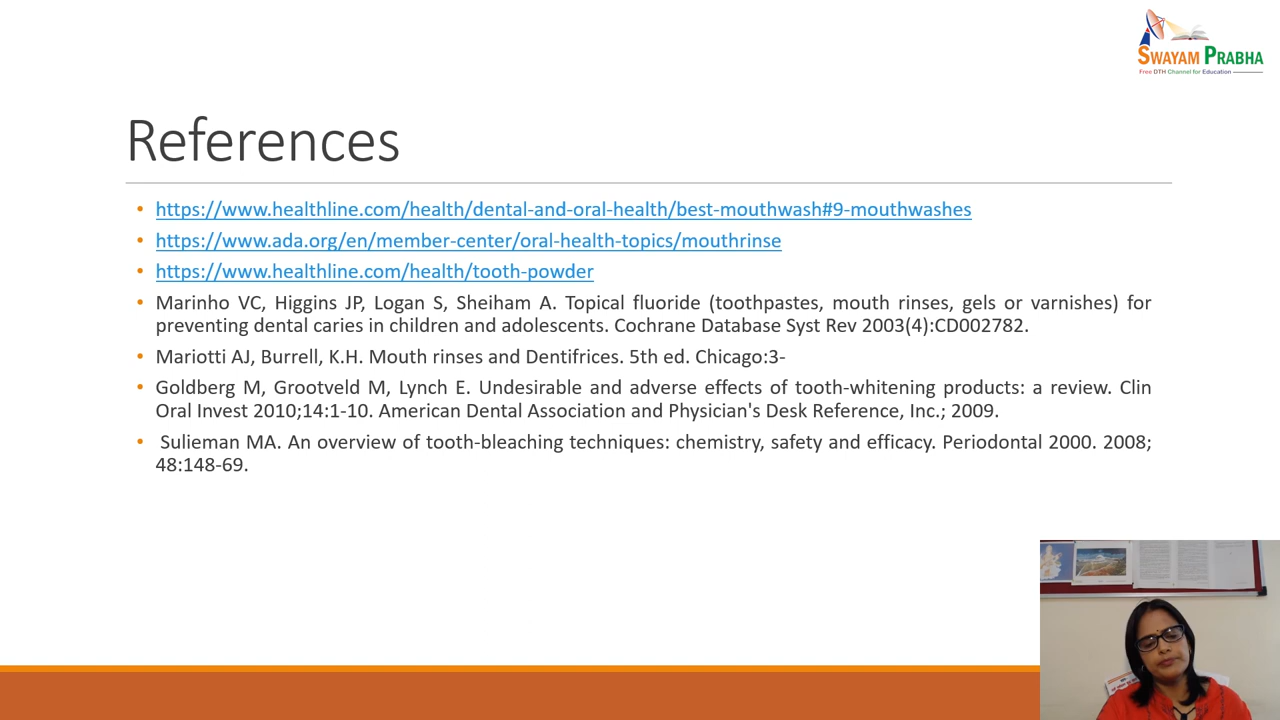 SWAYAM PRABHA
Free DTH Channel for Education
References
https://www.healthline.com/health/dental-and-oral-health/best-mouthwash#9-mouthwashes
https://www.ada.org/en/member-center/oral-health-topics/mouthrinse
https://www.healthline.com/health/tooth-powder
Marinho VC, Higgins JP, Logan S, Sheiham A. Topical fluoride (toothpastes, mouth rinses, gels or varnishes) for
preventing dental caries in children and adolescents. Cochrane Database Syst Rev 2003(4):CD002782.
Mariotti AJ, Burrell, K.H. Mouth rinses and Dentifrices. 5th ed. Chicago:3-
Goldberg M, Grootveld M, Lynch E. Undesirable and adverse effects of tooth-whitening products: a review. Clin
Oral Invest 2010;14:1-10. American Dental Association and Physician's Desk Reference, Inc.; 2009.
Sulieman MA. An overview of tooth-bleaching techniques: chemistry, safety and efficacy. Periodontal 2000. 2008;
48:148-69.